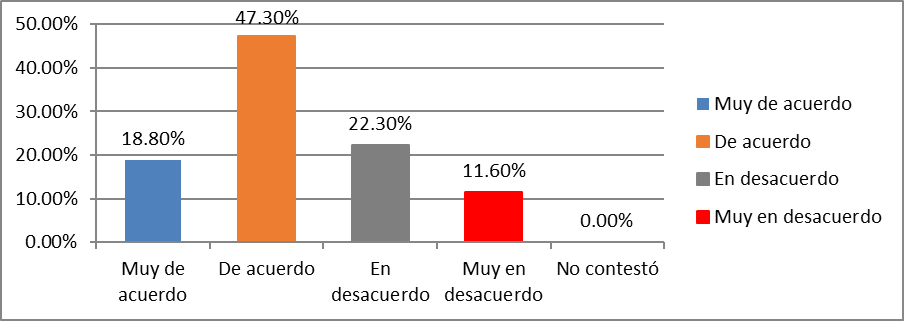 50.00%
40.00%
30.00%
20.00%
10.00%
0.00%
18.80%
47.30%
22.30%
11.60%
0.00%
Muy de
acuerdo
De acuerdo
En
desacuerdo
Muy en
desacuerdo
No contestó
Muy de acuerdo
De acuerdo
En desacuerdo
Muy en desacuerdo